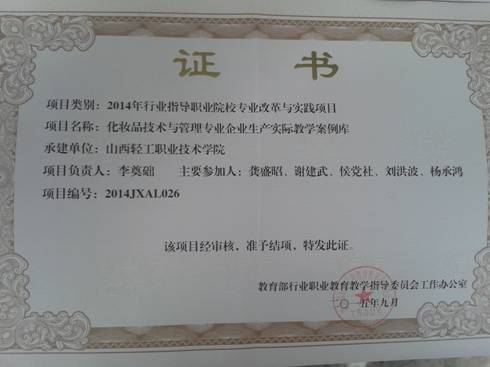 证 书
项目类别：2014年行业指导职业院校专业改革与实践项目
项目名称：化妆品技术与管理专业企业生产实际教学案例库
承建单位：山西轻工职业技术学院
项目负责人：李奠础 主要参加人：龚盛昭、谢建武、侯党社、刘洪波、杨承鸿
项目编号：2014JXAL026
该项目经审核，准予结项，特发此证。
教育部行业职业教育教学指导委员会工作办公室
二〇一五年九月